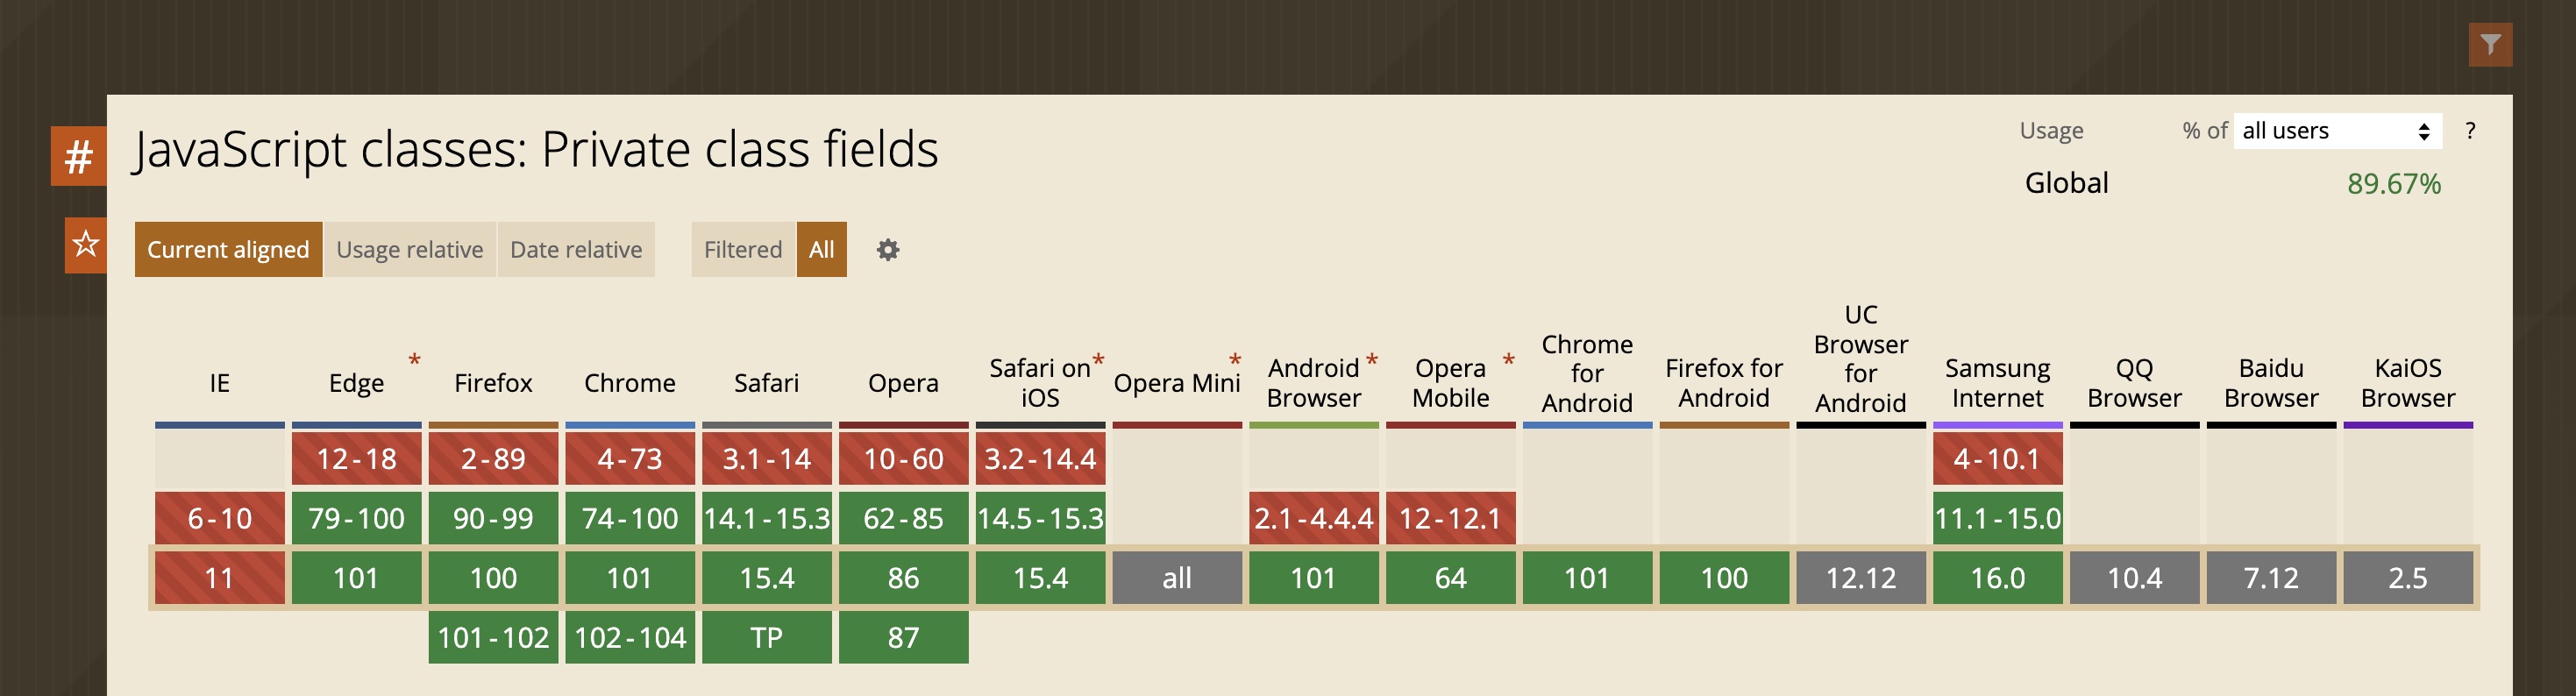 #
JavaScript classes: Private class fields
Usage % of all users ?
Global 89.67%
Current aligned Usage relative Date relative Filtered All
IE
Edge *
Firefox
Chrome
Safari
Opera
Safari on *
iOS
Opera Mini *
Android *
Browser
Opera *
Mobile
Chrome
for
Android
Firefox for
Android
UC
Browser
for
Android
Samsung
Internet
QQ
Browser
Baidu
Browser
KaiOS
Browser
12-18 2-89 4-73 3.1-14 10-60 3.2-14.4 4-10.1
6-10 79-100 90-99 74-100 14.1-15.3 62-85 14.5-15.3 2.1-4.4.4 12-12.1 11.1-15.0
11 101 100 101 15.4 86 15.4 all 101 64 101 100 12.12 16.0 10.4 7.12 2.5
101-102 102-104 TP 87